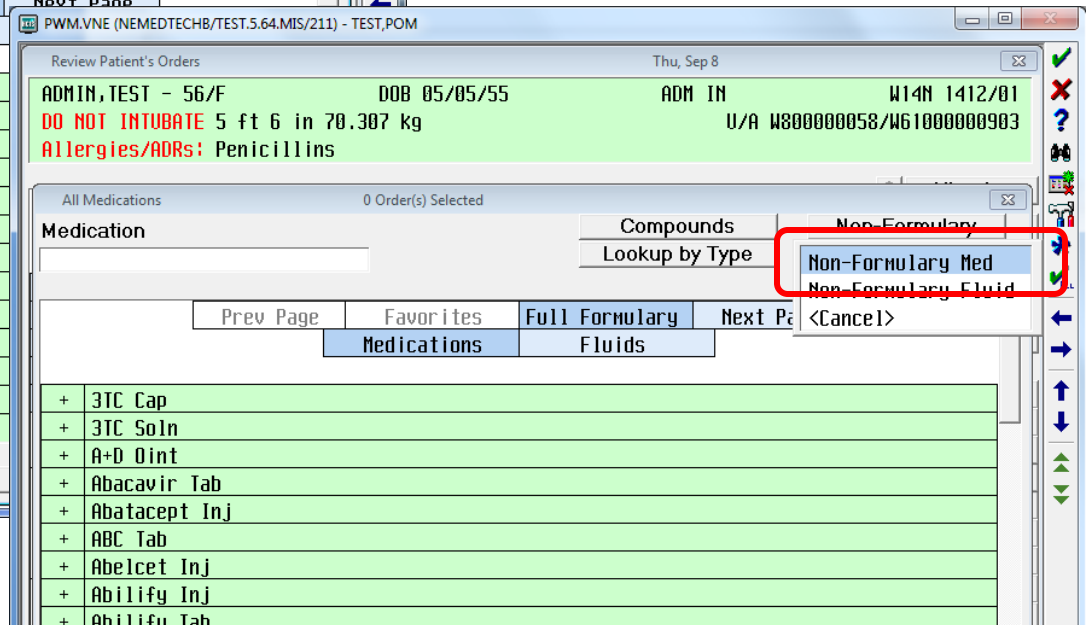 Next Page
PWM.VNE (NEMEDTECHB/TEST.5.64.MIS/211) - TEST,POM
Review Patient's Orders Thu, Sep 8
ADMIN,TEST - 56/F DOB 05/05/55 ADM IN W14N 1412/01
DO NOT INTUBATE 5 ft 6 in 70.307 Kg U/A W800000058/W61000000903
Allergies/ADRs: Penicillins
All Medications 0 Order(s) Selected
Medication Compounds Non-Formulary
Lookup by Type
Non-Formulary Med
Non-Formulary Fluid
<Cancel>
Prev Page Favorites Full Formulary Next Pa
Medications Fluids
+ 3TC Cap
+ 3TC Soln
+ A+D Oint
+ Abacavir Tab
+ Abatacept Inj
+ ABC Tab
+ Abelcet Inj
+ Abilify Inj
+ Abilify Tab